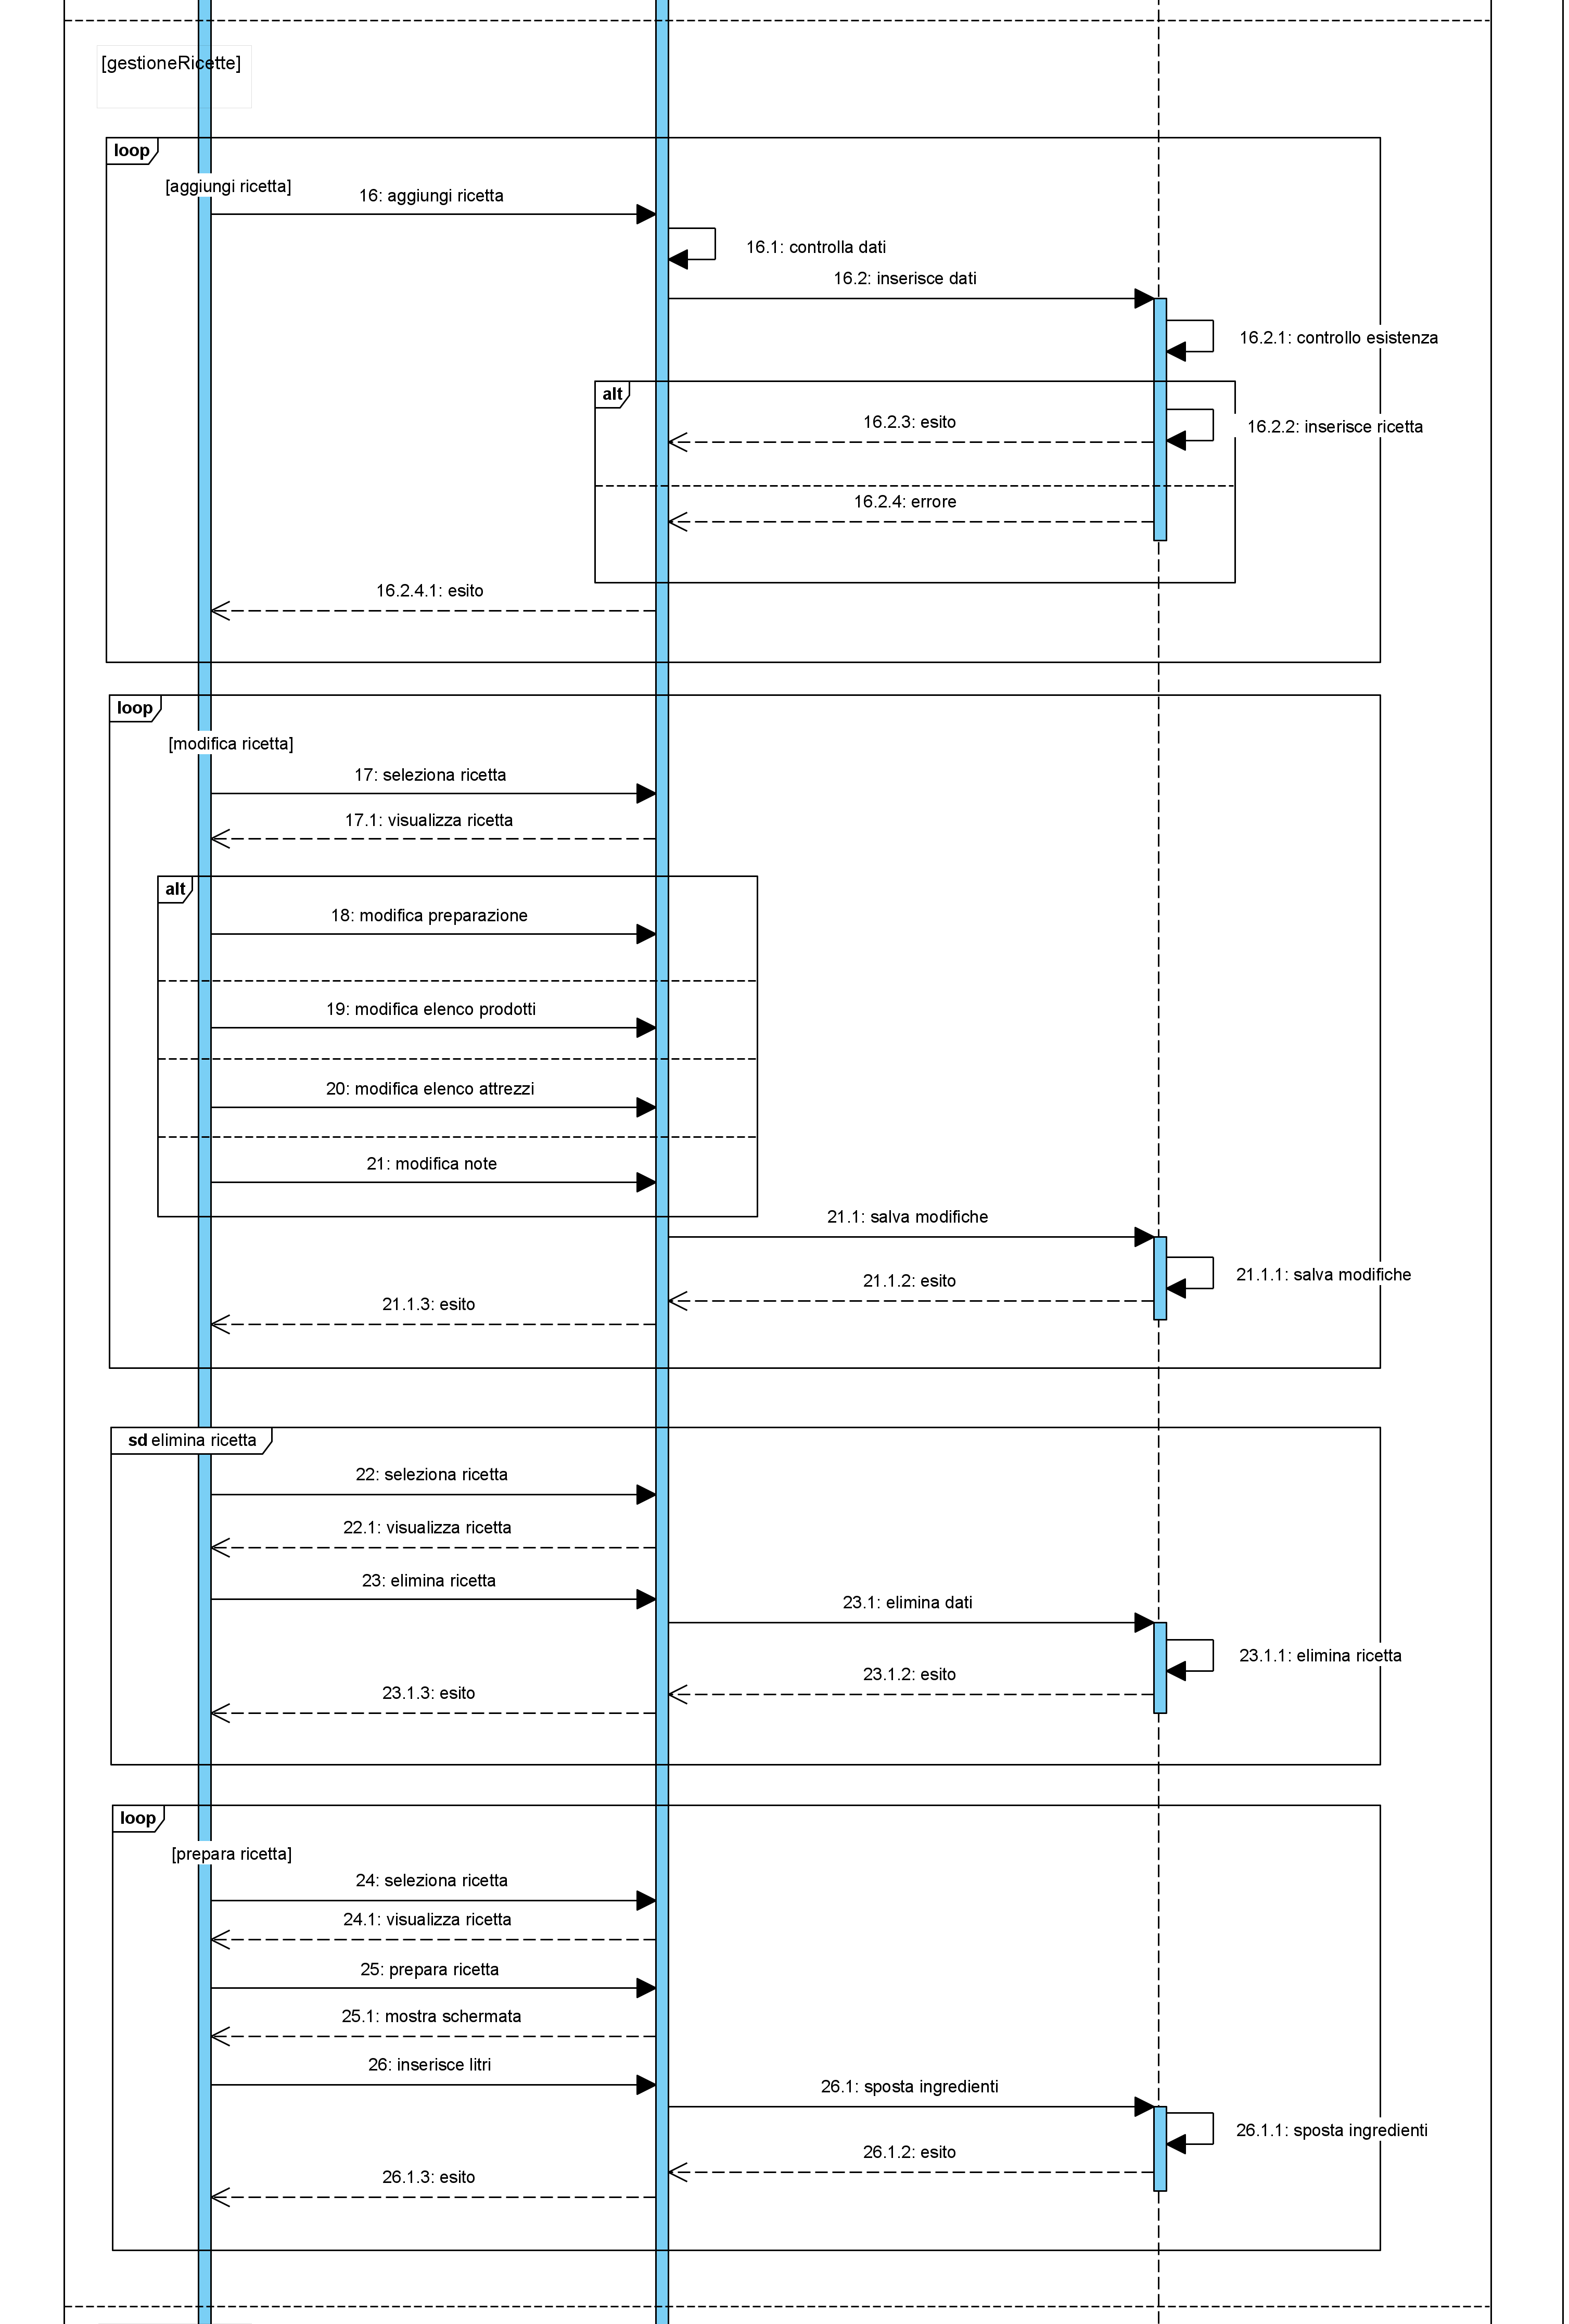 [gestioneRicette]
loop
[aggiungi ricetta]
16: aggiungi ricetta
16.1: controlla dati
16.2: inserisce dati
16.2.1: controllo esistenza
alt
16.2.3: esito
16.2.2: inserisce ricetta
16.2.4: errore
16.2.4.1: esito
loop
[modifica ricetta]
17: seleziona ricetta
17.1: visualizza ricetta
alt
18: modifica preparazione
19: modifica elenco prodotti
20: modifica elenco attrezzi
21: modifica note
21.1: salva modifiche
21.1.1: salva modifiche
21.1.2: esito
21.1.3: esito
sd elimina ricetta
22: seleziona ricetta
22.1: visualizza ricetta
23: elimina ricetta
23.1: elimina dati
23.1.1: elimina ricetta
23.1.2: esito
23.1.3: esito
loop
[prepara ricetta]
24: seleziona ricetta
24.1: visualizza ricetta
25: prepara ricetta
25.1: mostra schermata
26: inserisce litri
26.1: sposta ingredienti
26.1.1: sposta ingredienti
26.1.2: esito
26.1.3: esito